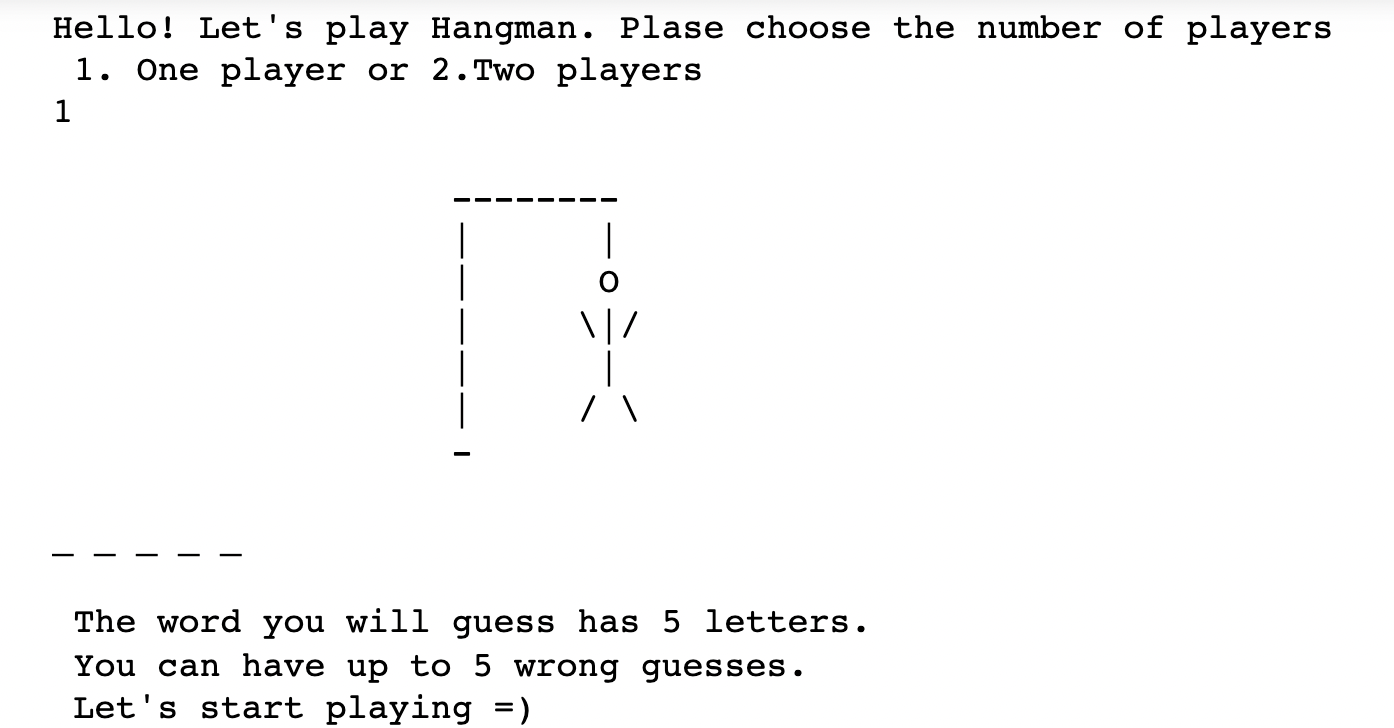 Hello! Let's play Hangman. Plase choose the number of players
1. One player or 2.Two players
1
--------
|      |
|      O
|     \|/
|      |
|     / \
-
_ _ _ _ _
The word you will guess has 5 letters.
You can have up to 5 wrong guesses.
Let's start playing =)